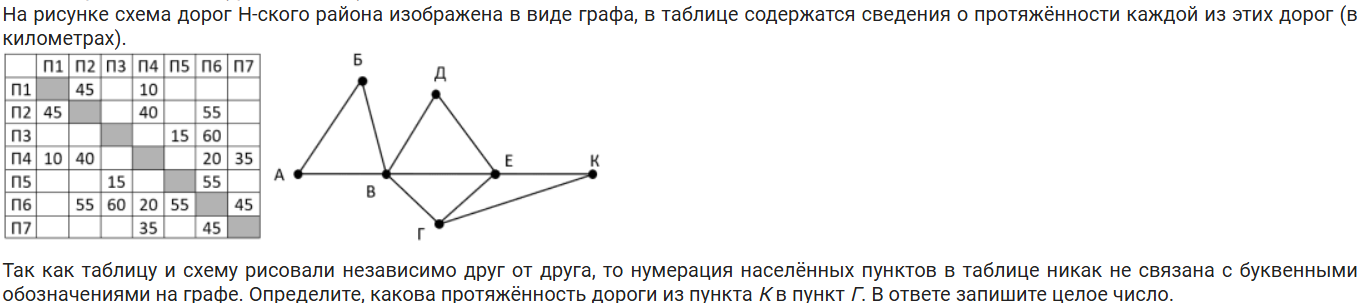 На рисунке схема дорог Н-ского района изображена в виде графа, в таблице содержатся сведения о протяжённости каждой из этих дорог (в
километрах).
П1 П2 П3 П4 П5 П6 П7
П1 45 10
П2 45 40 55
П3 15 60
П4 10 40 20 35
П5 15 55
П6 55 60 20 55 45
П7 35 45
Б
Д
А
В
Е
К
Г
Так как таблицу и схему рисовали независимо друг от друга, то нумерация населённых пунктов в таблице никак не связана с буквенными
обозначениями на графе. Определите, какова протяжённость дороги из пункта К в пункт Г. В ответе запишите целое число.